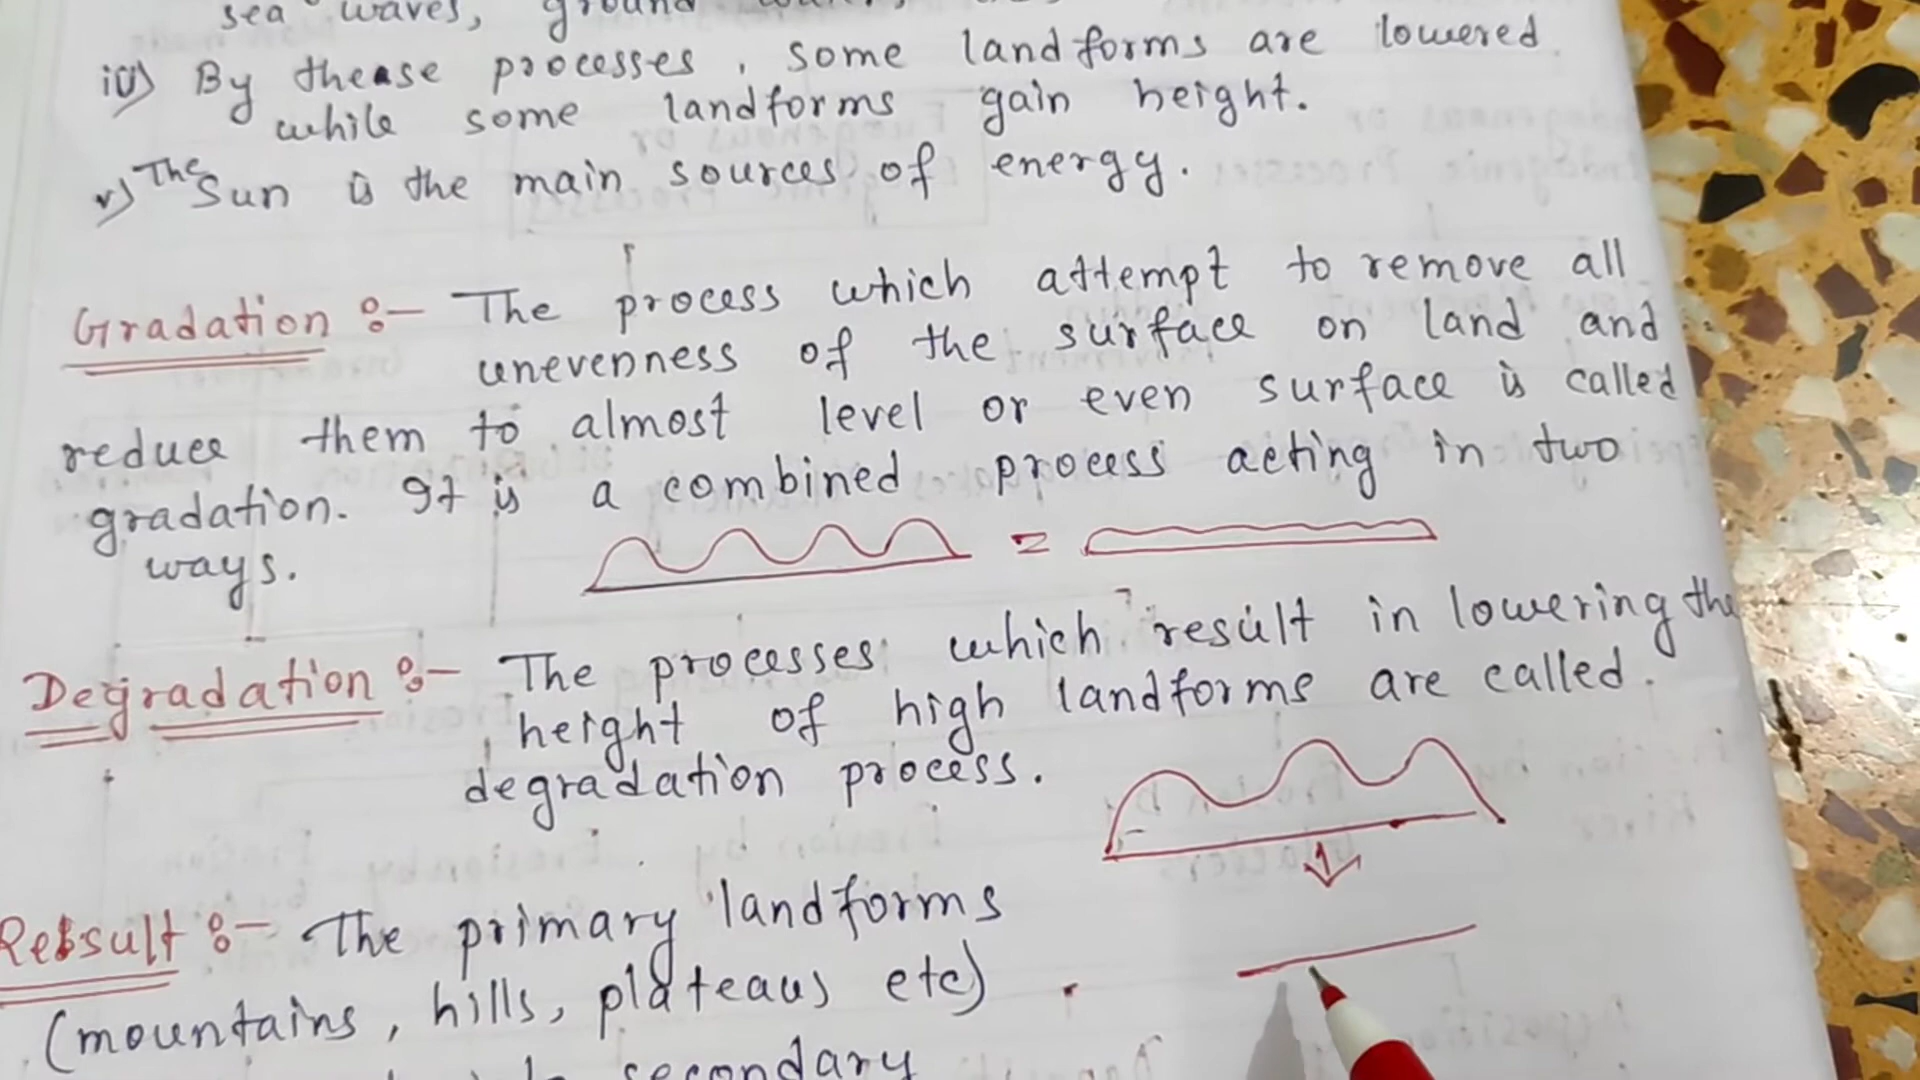 sea waves, ground
iv) By thease processes, some landforms are lowered
while some landforms gain height.
v) The Sun is the main sources of energy.
Gradation :- The process which attempt to remove all
unevenness of the surface on land and
reduce them to almost level or even surface is called
gradation. It is a combined process acting in two
ways.
=
Degradation :- The processes which result in lowering the
height of high landforms are called.
degradation process.
Result :- The primary landforms
(mountains, hills, plateaus etc)
secondary